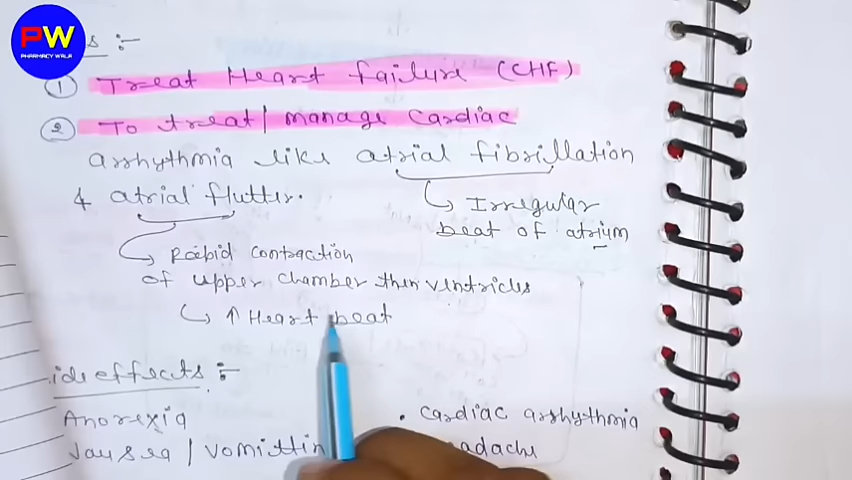 PW
PHARMACY WALA
s :-
① Treat Heart failure (CHF)
② To treat/manage cardiac
arrhythmia like atrial fibrillation
& atrial flutter.
Irregular
beat of atrium
Rapid contraction
of upper chamber then ventricles
↑ Heart beat
ide effects :-
Anorexia
Nausea / vomittin
• cardiac arrhythmia
adache